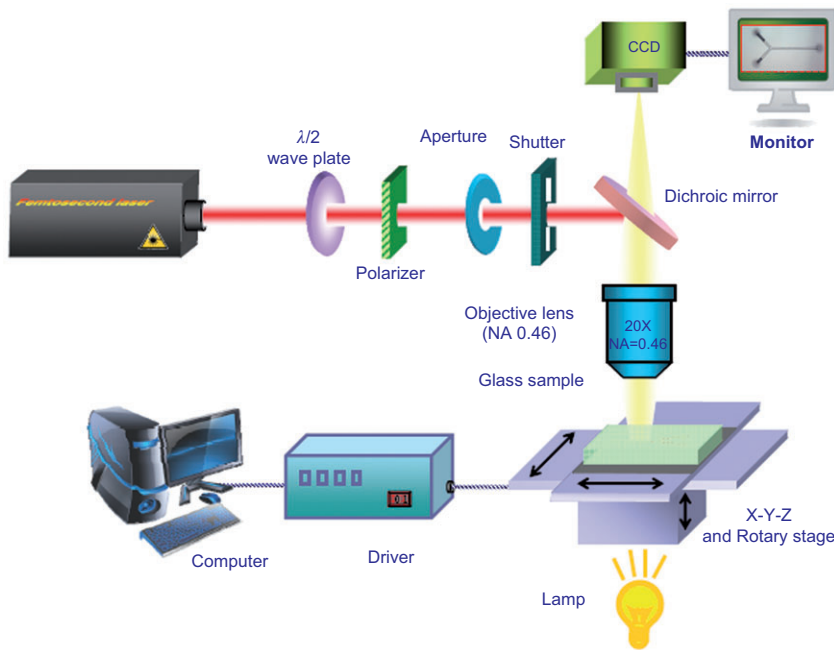 CCD
Monitor
λ/2
wave plate
Aperture
Shutter
Femtosecond laser
Dichroic mirror
Polarizer
Objective lens
(NA 0.46)
20X
NA=0.46
Glass sample
X-Y-Z
and Rotary stage
Computer
Driver
Lamp